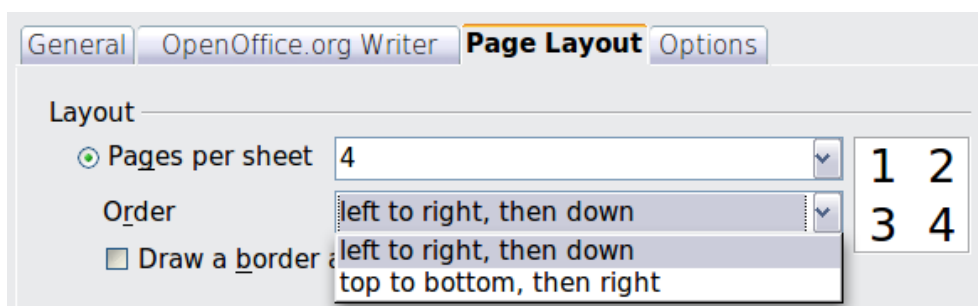 General OpenOffice.org Writer Page Layout Options
Layout
Pages per sheet 4
1 2
Order left to right, then down
3 4
Draw a border
left to right, then down
top to bottom, then right